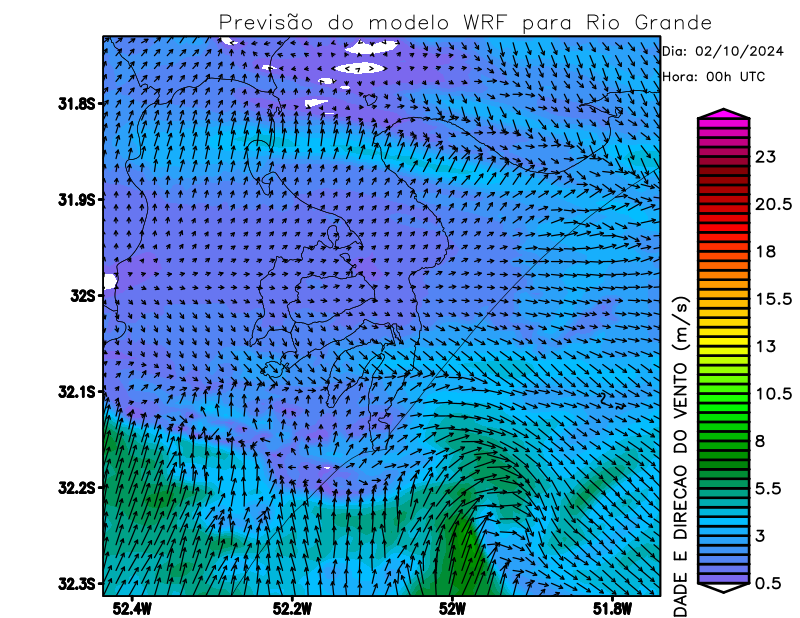 Previsão do modelo WRF para Rio Grande
Dia: 02/10/2024
Hora: 00h UTC
31.8S
31.9S
32S
32.1S
32.2S
32.3S
52.4W
52.2W
52W
51.8W
23
20.5
18
15.5
13
10.5
8
5.5
3
0.5
DADE E DIRECAO DO VENTO (m/s)